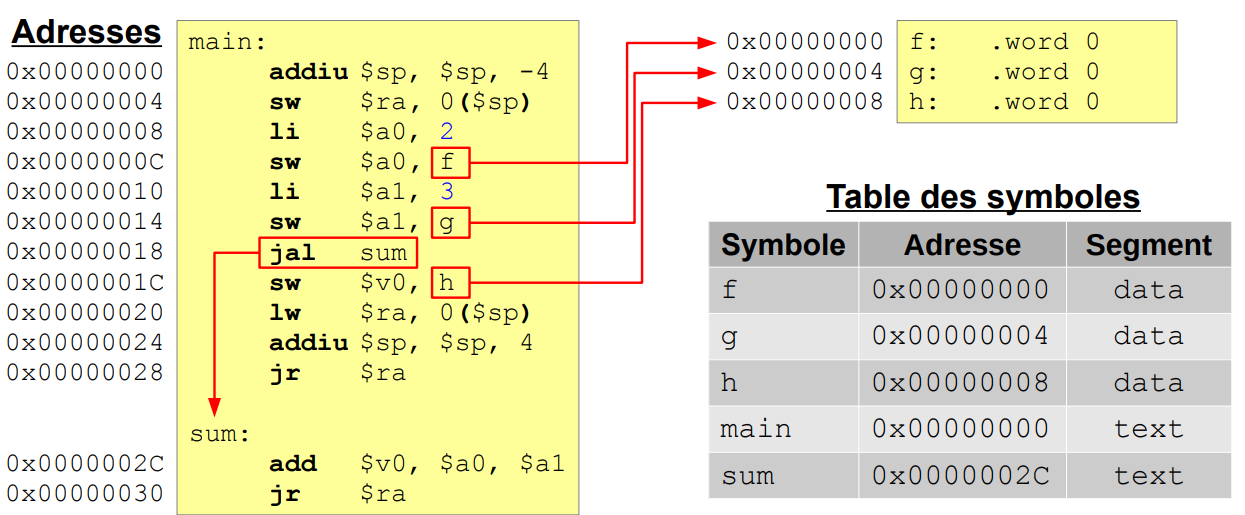 Adresses
main:
0x00000000 addiu $sp, $sp, -4
0x00000004 sw $ra, 0($sp)
0x00000008 li $a0, 2
0x0000000C sw $a0, f
0x00000010 li $a1, 3
0x00000014 sw $a1, g
0x00000018 jal sum
0x0000001C sw $v0, h
0x00000020 lw $ra, 0($sp)
0x00000024 addiu $sp, $sp, 4
0x00000028 jr $ra
sum:
0x0000002C add $v0, $a0, $a1
0x00000030 jr $ra
0x00000000 f: .word 0
0x00000004 g: .word 0
0x00000008 h: .word 0
Table des symboles
Symbole Adresse Segment
f 0x00000000 data
g 0x00000004 data
h 0x00000008 data
main 0x00000000 text
sum 0x0000002C text